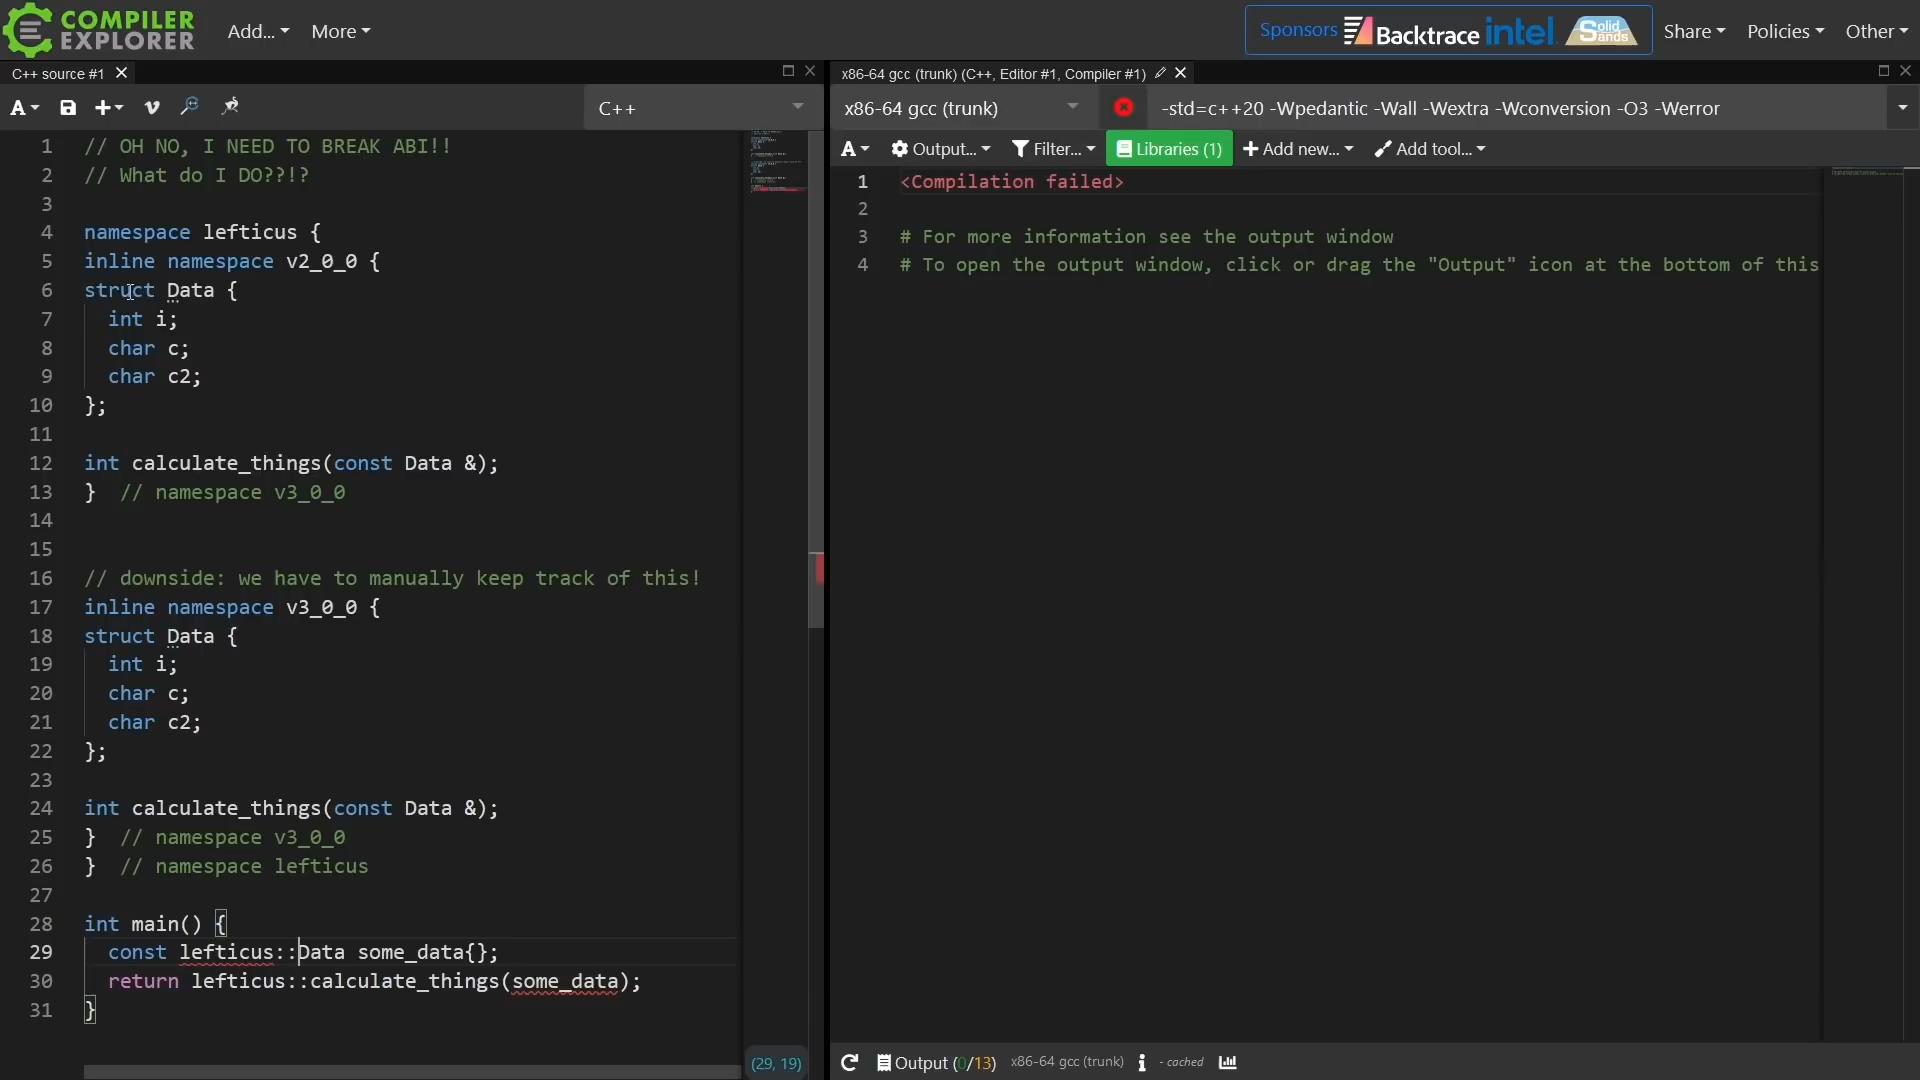 COMPILER
EXPLORER
Add...
More
Sponsors Backtrace intel. Solid Sands
Share
Policies
Other
C++ source #1
A
C++
1 // OH NO, I NEED TO BREAK ABI!!
2 // What do I DO??!?
3
4 namespace lefticus {
5 inline namespace v2_0_0 {
6 struct Data {
7 int i;
8 char c;
9 char c2;
10 };
11
12 int calculate_things(const Data &);
13 } // namespace v3_0_0
14
15
16 // downside: we have to manually keep track of this!
17 inline namespace v3_0_0 {
18 struct Data {
19 int i;
20 char c;
21 char c2;
22 };
23
24 int calculate_things(const Data &);
25 } // namespace v3_0_0
26 } // namespace lefticus
27
28 int main() {
29 const lefticus::Data some_data{};
30 return lefticus::calculate_things(some_data);
31 }
(29, 19)
x86-64 gcc (trunk) (C++, Editor #1, Compiler #1)
x86-64 gcc (trunk)
-std=c++20 -Wpedantic -Wall -Wextra -Wconversion -O3 -Werror
A
Output...
Filter...
Libraries (1)
Add new...
Add tool...
1 <Compilation failed>
2
3 # For more information see the output window
4 # To open the output window, click or drag the "Output" icon at the bottom of this
Output (0/13) x86-64 gcc (trunk) i - cached